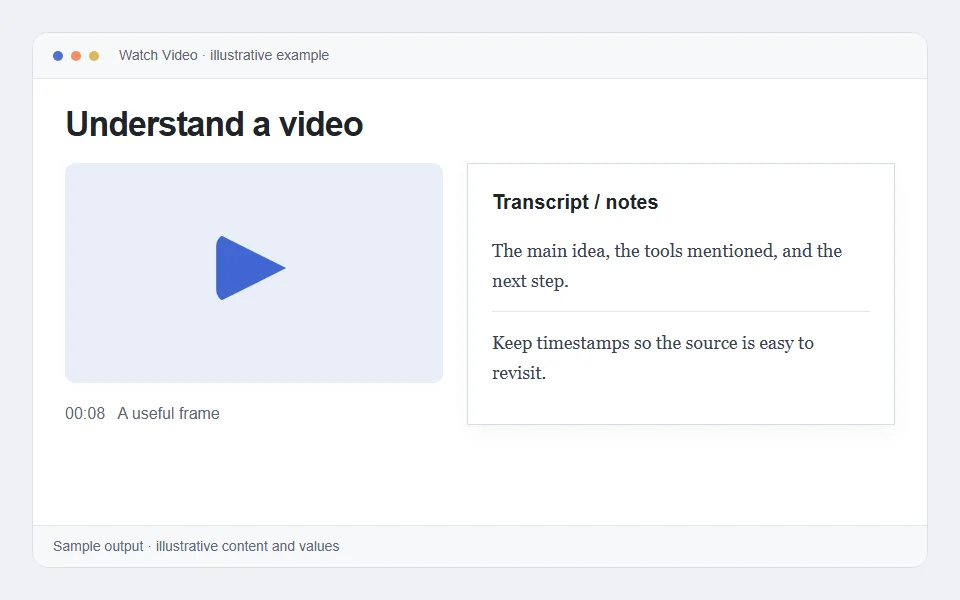 Watch Video · illustrative example
Understand a video
00:08 A useful frame
Transcript / notes
The main idea, the tools mentioned, and the
next step.
Keep timestamps so the source is easy to
revisit.
Sample output · illustrative content and values